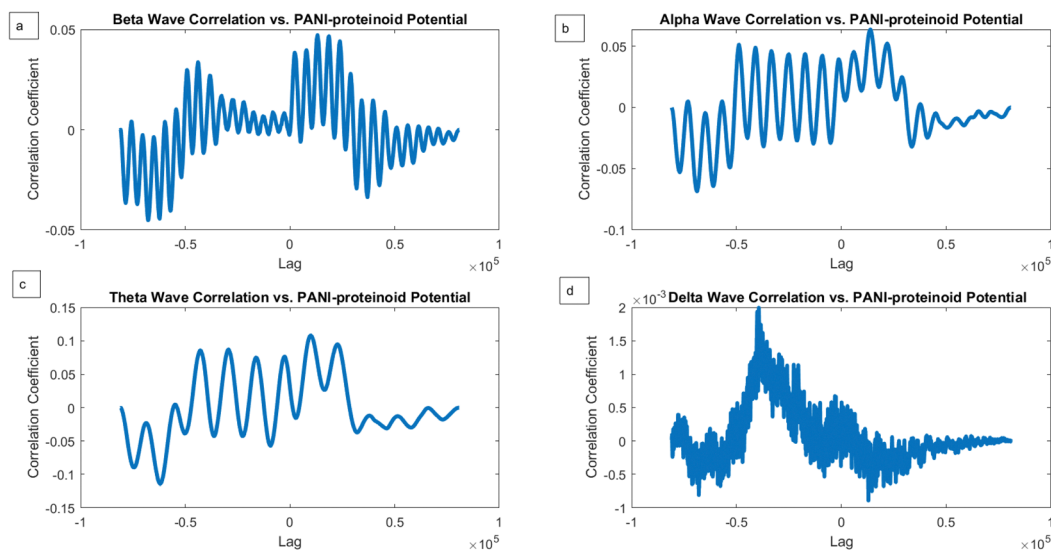 a
Beta Wave Correlation vs. PANI-proteinoid Potential
0.05
0
-0.05
Correlation Coefficient
-1
-0.5
0
0.5
1
Lag
×10^5
b
Alpha Wave Correlation vs. PANI-proteinoid Potential
0.05
0
-0.05
-0.1
Correlation Coefficient
-1
-0.5
0
0.5
1
Lag
×10^5
c
Theta Wave Correlation vs. PANI-proteinoid Potential
0.15
0.1
0.05
0
-0.05
-0.1
-0.15
Correlation Coefficient
-1
-0.5
0
0.5
1
Lag
×10^5
d
×10^-3
Delta Wave Correlation vs. PANI-proteinoid Potential
2
1.5
1
0.5
0
-0.5
-1
Correlation Coefficient
-1
-0.5
0
0.5
1
Lag
×10^5